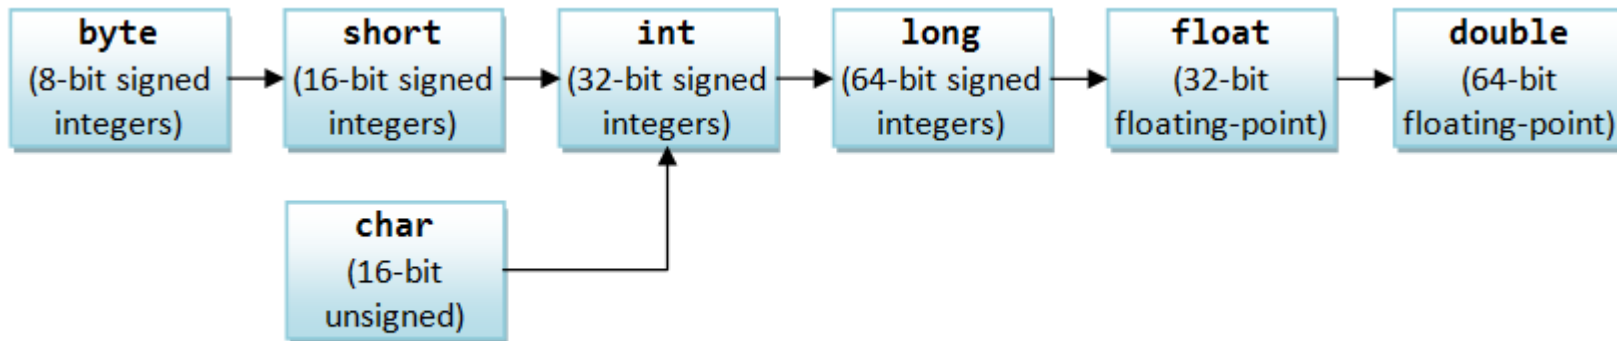 byte
(8-bit signed
integers)
short
(16-bit signed
integers)
int
(32-bit signed
integers)
long
(64-bit signed
integers)
float
(32-bit
floating-point)
double
(64-bit
floating-point)
char
(16-bit
unsigned)